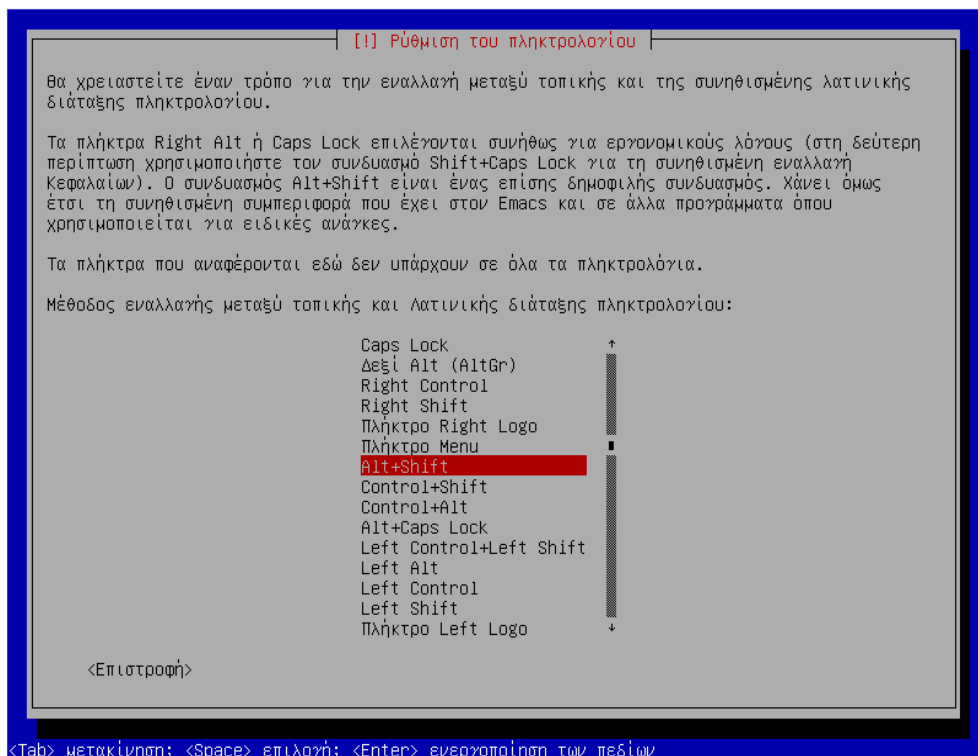 [!] Ρύθμιση του πληκτρολογίου
Θα χρειαστείτε έναν τρόπο για την εναλλαγή μεταξύ τοπικής και της συνηθισμένης λατινικής
διάταξης πληκτρολογίου.
Τα πλήκτρα Right Alt ή Caps Lock επιλέγονται συνήθως για εργονομικούς λόγους (στη δεύτερη
περίπτωση χρησιμοποιήστε τον συνδυασμό Shift+Caps Lock για τη συνηθισμένη εναλλαγή
Κεφαλαίων). Ο συνδυασμός Alt+Shift είναι ένας επίσης δημοφιλής συνδυασμός. Χάνει όμως
έτσι τη συνηθισμένη συμπεριφορά που έχει στον Emacs και σε άλλα προγράμματα όπου
χρησιμοποιείται για ειδικές ανάγκες.
Τα πλήκτρα που αναφέρονται εδώ δεν υπάρχουν σε όλα τα πληκτρολόγια.
Μέθοδος εναλλαγής μεταξύ τοπικής και Λατινικής διάταξης πληκτρολογίου:
Caps Lock
Δεξί Alt (AltGr)
Right Control
Right Shift
Πλήκτρο Right Logo
Πλήκτρο Menu
Alt+Shift
Control+Shift
Control+Alt
Alt+Caps Lock
Left Control+Left Shift
Left Alt
Left Control
Left Shift
Πλήκτρο Left Logo
<Επιστροφή>
<Tab> μετακίνηση; <Space> επιλογή; <Enter> ενεργοποίηση των πεδίων